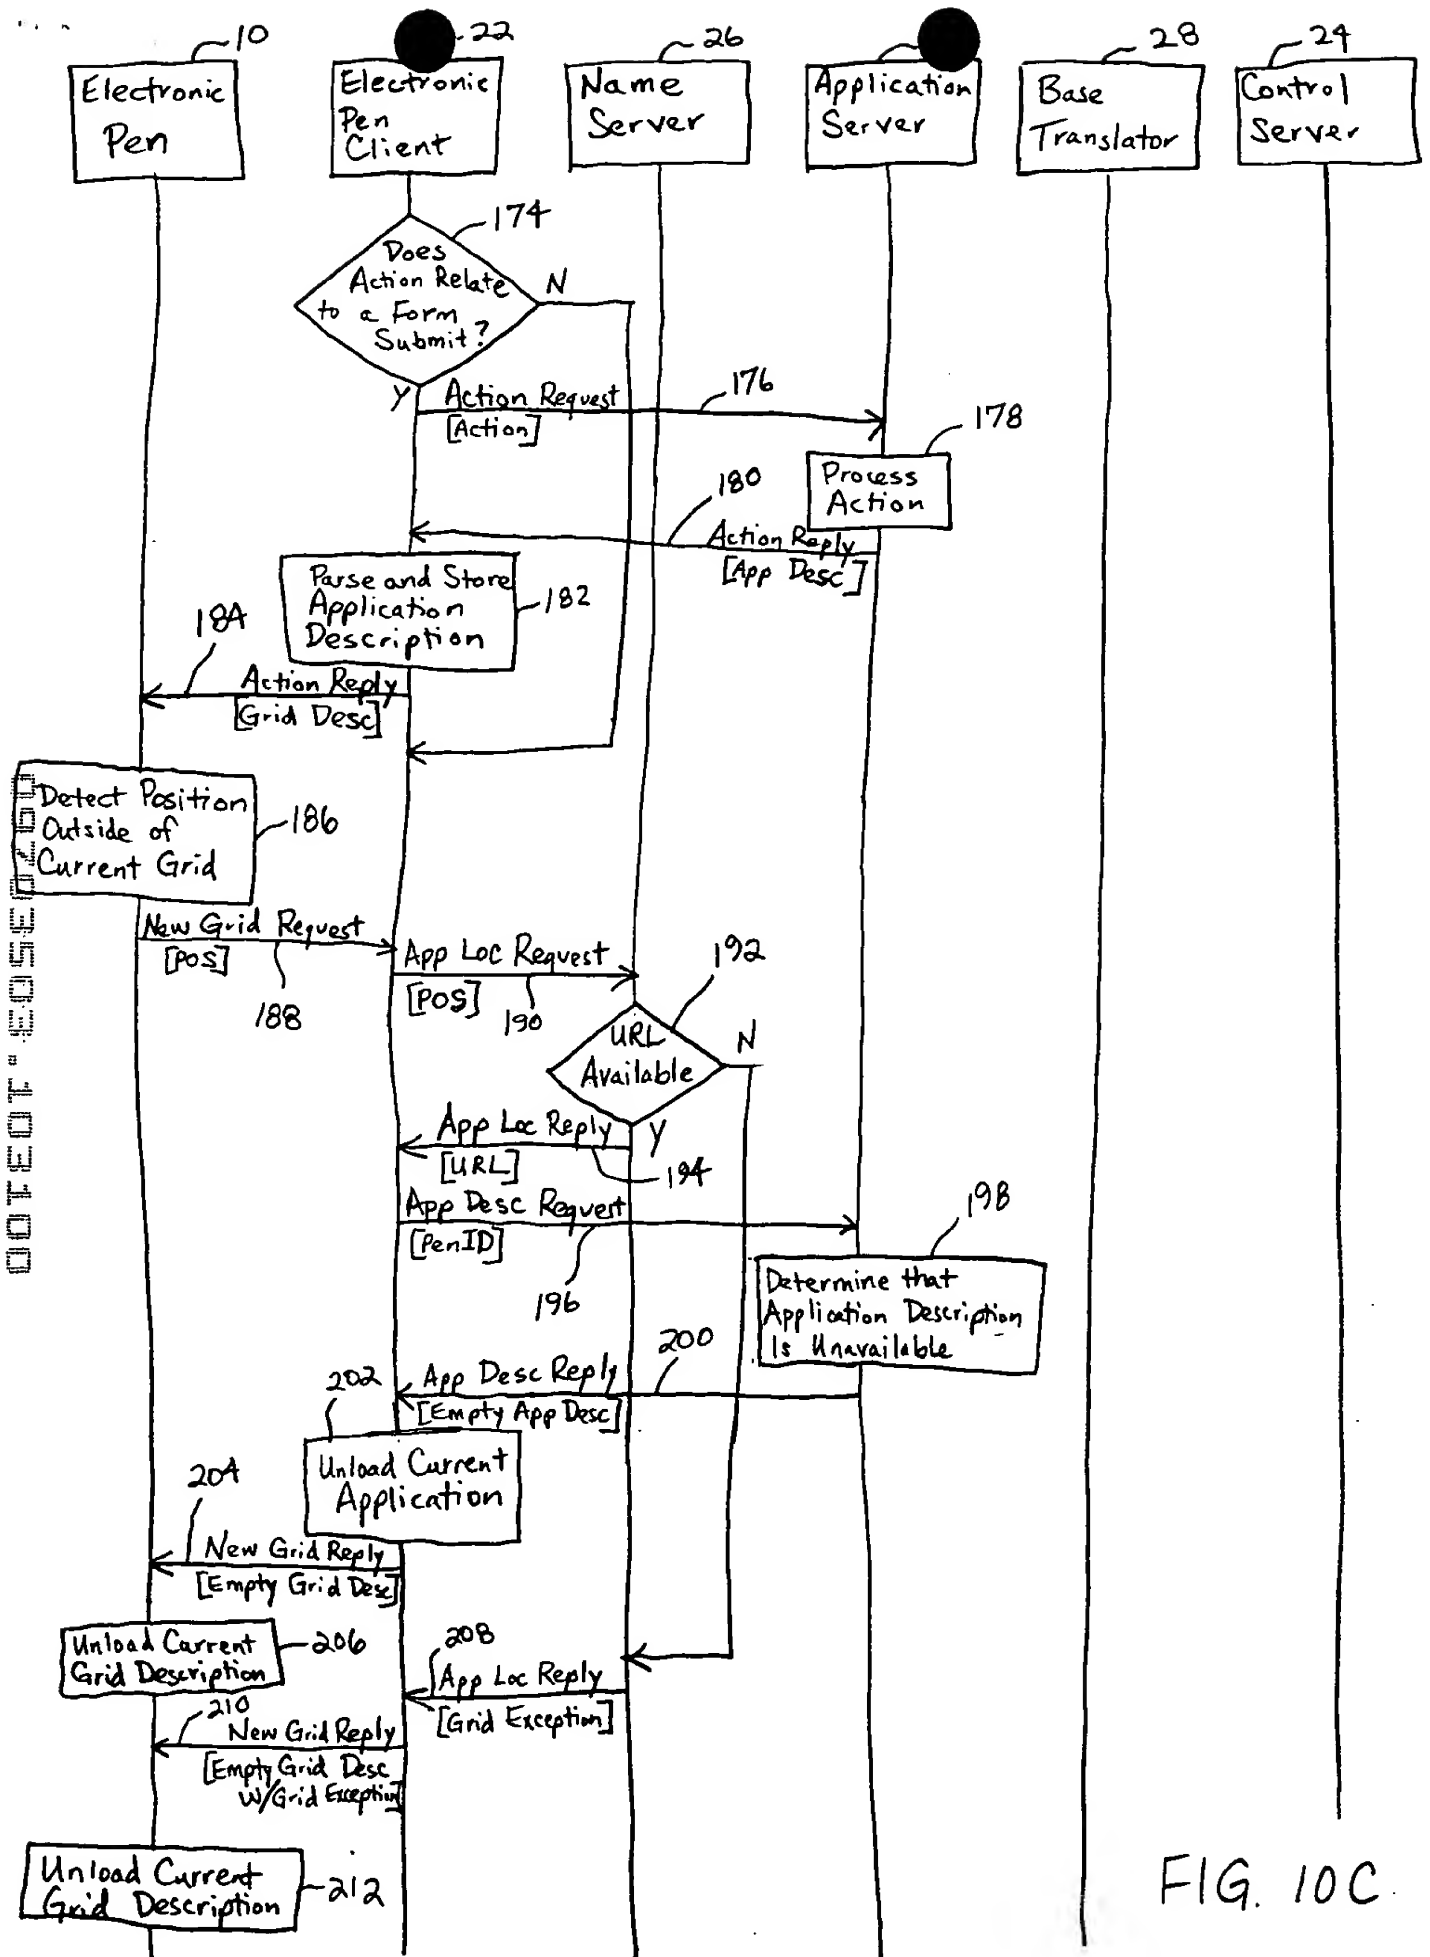 10
22
26
28
24
Electronic
Pen
Electronic
Pen
Client
Name
Server
Application
Server
Base
Translator
Control
Server
174
Does
Action Relate
to a Form
Submit?
N
Y
Action Request
[Action]
176
178
Process
Action
180
Action Reply
[App Desc]
Parse and Store
Application
Description
182
184
Action Reply
[Grid Desc]
Detect Position
Outside of
Current Grid
186
New Grid Request
[POS]
188
App Loc Request
[POS]
190
192
URL
Available
N
Y
App Loc Reply
[URL]
194
App Desc Request
[PenID]
196
198
Determine that
Application Description
Is Unavailable
200
App Desc Reply
[Empty App Desc]
202
Unload Current
Application
204
New Grid Reply
[Empty Grid Desc]
Unload Current
Grid Description
206
208
App Loc Reply
[Grid Exception]
210
New Grid Reply
[Empty Grid Desc
w/Grid Exception]
Unload Current
Grid Description
212
FIG. 10C